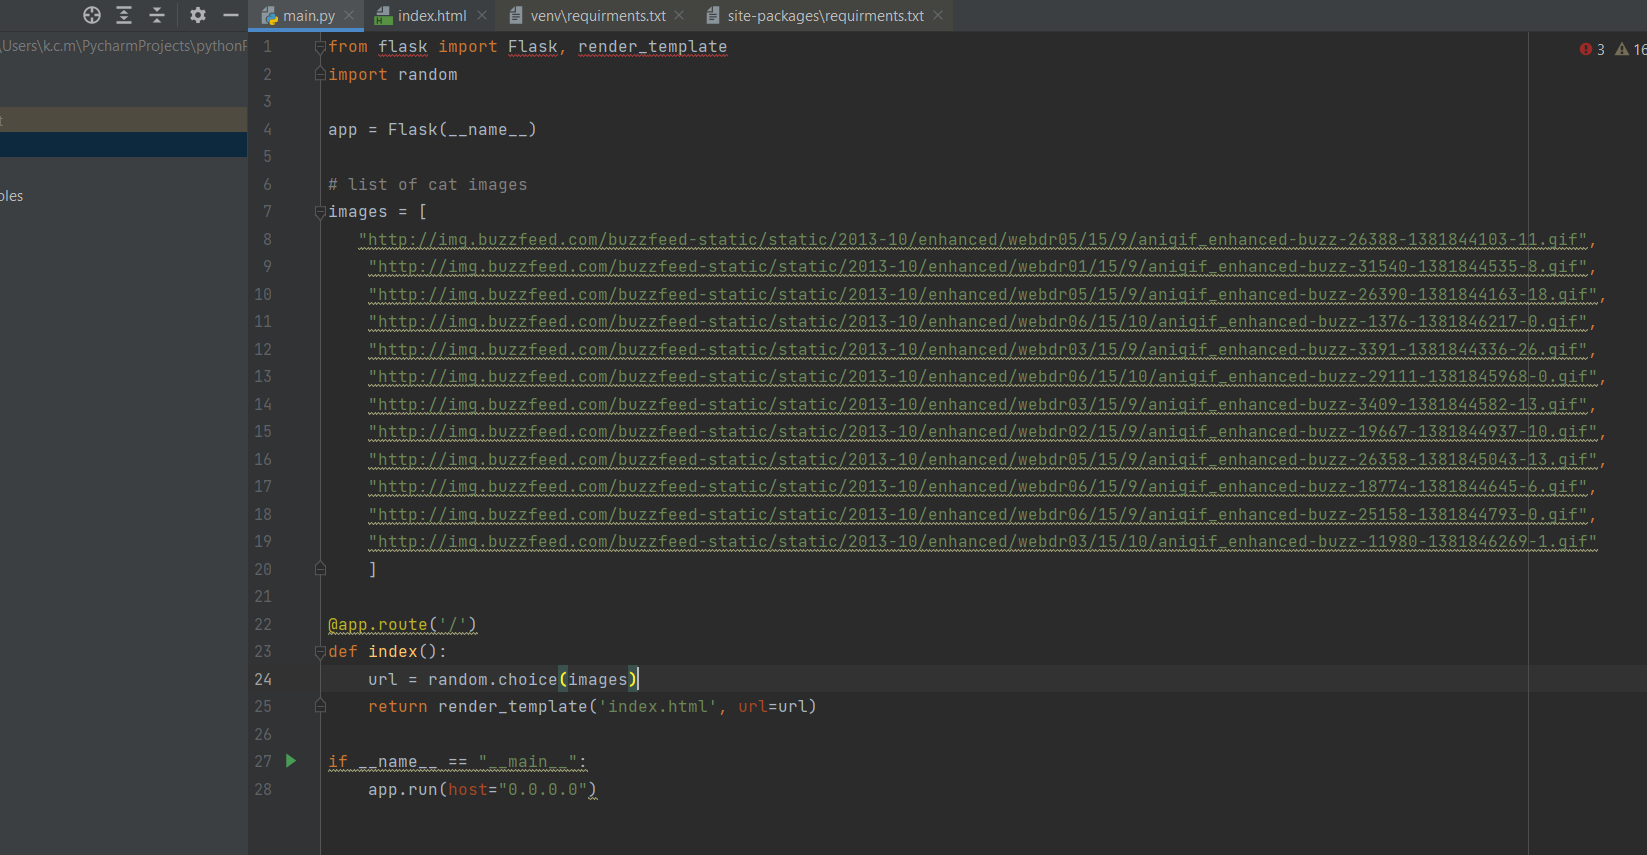 main.py
index.html
venv\requirments.txt
site-packages\requirments.txt
\Users\k.c.m\PycharmProjects\pythonP
3
16
t
bles
1 from flask import Flask, render_template
2 import random
3
4 app = Flask(__name__)
5
6 # list of cat images
7 images = [
8 "http://img.buzzfeed.com/buzzfeed-static/static/2013-10/enhanced/webdr05/15/9/anigif_enhanced-buzz-26388-1381844103-11.gif",
9 "http://img.buzzfeed.com/buzzfeed-static/static/2013-10/enhanced/webdr01/15/9/anigif_enhanced-buzz-31540-1381844535-8.gif",
10 "http://img.buzzfeed.com/buzzfeed-static/static/2013-10/enhanced/webdr05/15/9/anigif_enhanced-buzz-26390-1381844163-18.gif",
11 "http://img.buzzfeed.com/buzzfeed-static/static/2013-10/enhanced/webdr06/15/10/anigif_enhanced-buzz-1376-1381846217-0.gif",
12 "http://img.buzzfeed.com/buzzfeed-static/static/2013-10/enhanced/webdr03/15/9/anigif_enhanced-buzz-3391-1381844336-26.gif",
13 "http://img.buzzfeed.com/buzzfeed-static/static/2013-10/enhanced/webdr06/15/10/anigif_enhanced-buzz-29111-1381845968-0.gif",
14 "http://img.buzzfeed.com/buzzfeed-static/static/2013-10/enhanced/webdr03/15/9/anigif_enhanced-buzz-3409-1381844582-13.gif",
15 "http://img.buzzfeed.com/buzzfeed-static/static/2013-10/enhanced/webdr02/15/9/anigif_enhanced-buzz-19667-1381844937-10.gif",
16 "http://img.buzzfeed.com/buzzfeed-static/static/2013-10/enhanced/webdr05/15/9/anigif_enhanced-buzz-26358-1381845043-13.gif",
17 "http://img.buzzfeed.com/buzzfeed-static/static/2013-10/enhanced/webdr06/15/9/anigif_enhanced-buzz-18774-1381844645-6.gif",
18 "http://img.buzzfeed.com/buzzfeed-static/static/2013-10/enhanced/webdr06/15/9/anigif_enhanced-buzz-25158-1381844793-0.gif",
19 "http://img.buzzfeed.com/buzzfeed-static/static/2013-10/enhanced/webdr03/15/10/anigif_enhanced-buzz-11980-1381846269-1.gif"
20 ]
21
22 @app.route('/')
23 def index():
24 url = random.choice(images)
25 return render_template('index.html', url=url)
26
27 if __name__ == "__main__":
28 app.run(host="0.0.0.0")